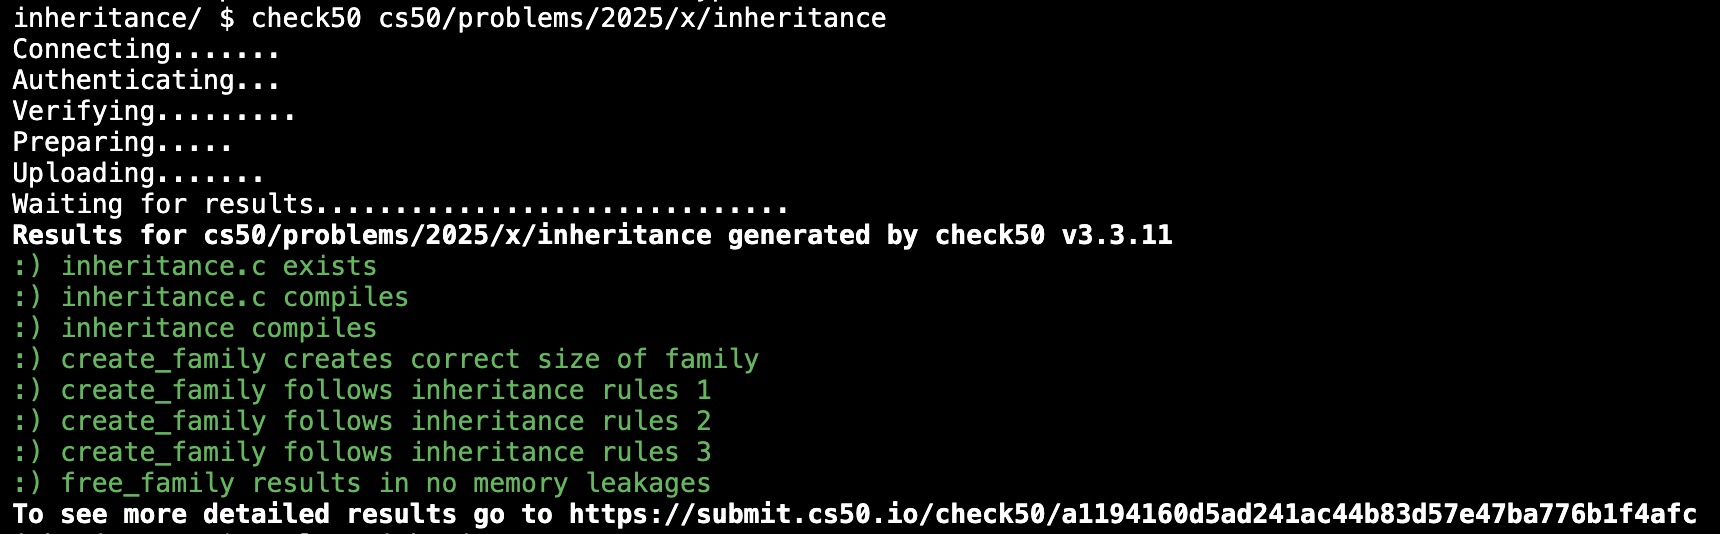 inheritance/ $ check50 cs50/problems/2025/x/inheritance
Connecting.......
Authenticating...
Verifying.........
Preparing.....
Uploading.......
Waiting for results..............................
Results for cs50/problems/2025/x/inheritance generated by check50 v3.3.11
:) inheritance.c exists
:) inheritance.c compiles
:) inheritance compiles
:) create_family creates correct size of family
:) create_family follows inheritance rules 1
:) create_family follows inheritance rules 2
:) create_family follows inheritance rules 3
:) free_family results in no memory leakages
To see more detailed results go to https://submit.cs50.io/check50/a1194160d5ad241ac44b83d57e47ba776b1f4afc